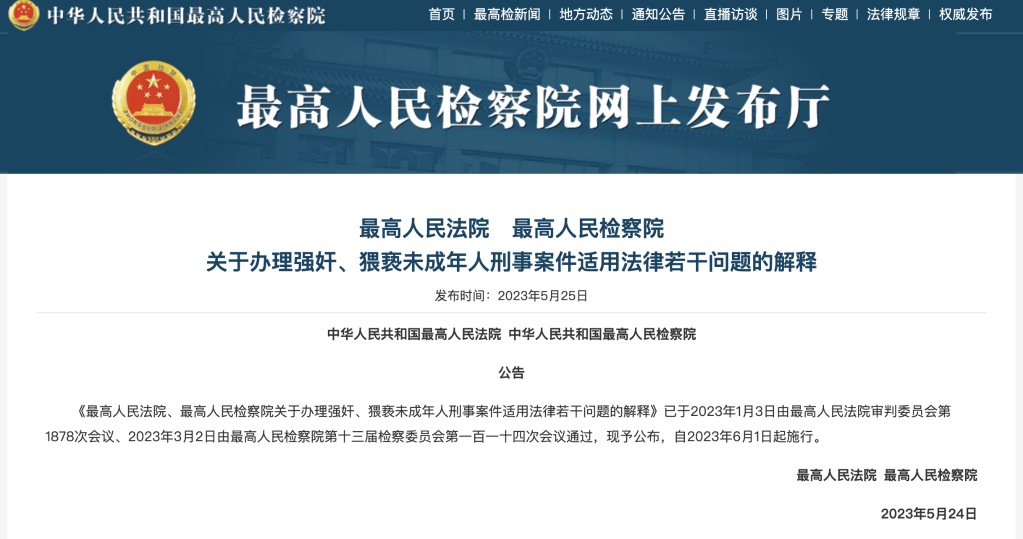 中华人民共和国最高人民检察院
首页 | 最高检新闻 | 地方动态 | 通知公告 | 直播访谈 | 图片 | 专题 | 法律规章 | 权威发布
最高人民检察院网上发布厅
最高人民法院　最高人民检察院
关于办理强奸、猥亵未成年人刑事案件适用法律若干问题的解释
发布时间：2023年5月25日
中华人民共和国最高人民法院 中华人民共和国最高人民检察院
公告
《最高人民法院、最高人民检察院关于办理强奸、猥亵未成年人刑事案件适用法律若干问题的解释》已于2023年1月3日由最高人民法院审判委员会第
1878次会议、2023年3月2日由最高人民检察院第十三届检察委员会第一百一十四次会议通过，现予公布，自2023年6月1日起施行。
最高人民法院 最高人民检察院
2023年5月24日